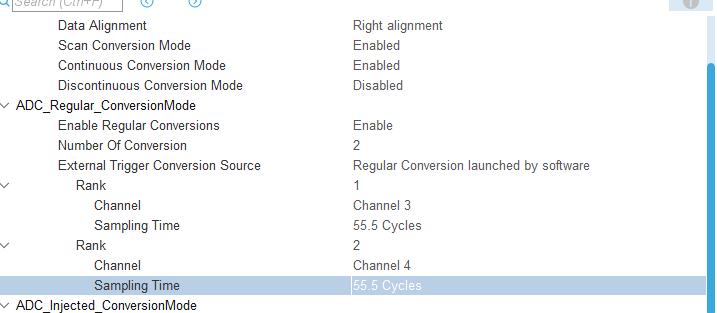 Search (Ctrl+F)
Data Alignment Right alignment
Scan Conversion Mode Enabled
Continuous Conversion Mode Enabled
Discontinuous Conversion Mode Disabled
ADC_Regular_ConversionMode
Enable Regular Conversions Enable
Number Of Conversion 2
External Trigger Conversion Source Regular Conversion launched by software
Rank 1
Channel Channel 3
Sampling Time 55.5 Cycles
Rank 2
Channel Channel 4
Sampling Time 55.5 Cycles
ADC_Injected_ConversionMode